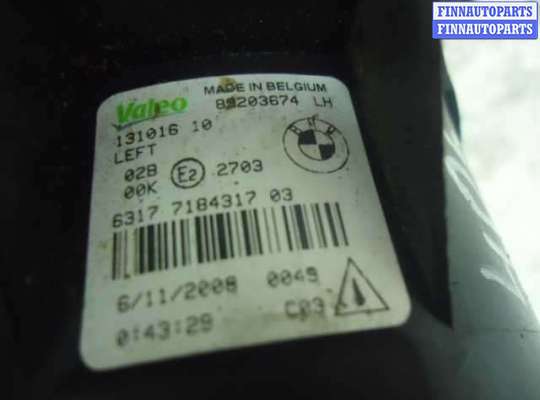 FINNAUTOPARTS
FINNAUTOPARTS
Valeo MADE IN BELGIUM
89203674 LH
131016 10
LEFT
02B E2 2703
00K
BMW
6317 7184317 03
6/11/2008 0049
0:43:29 C03